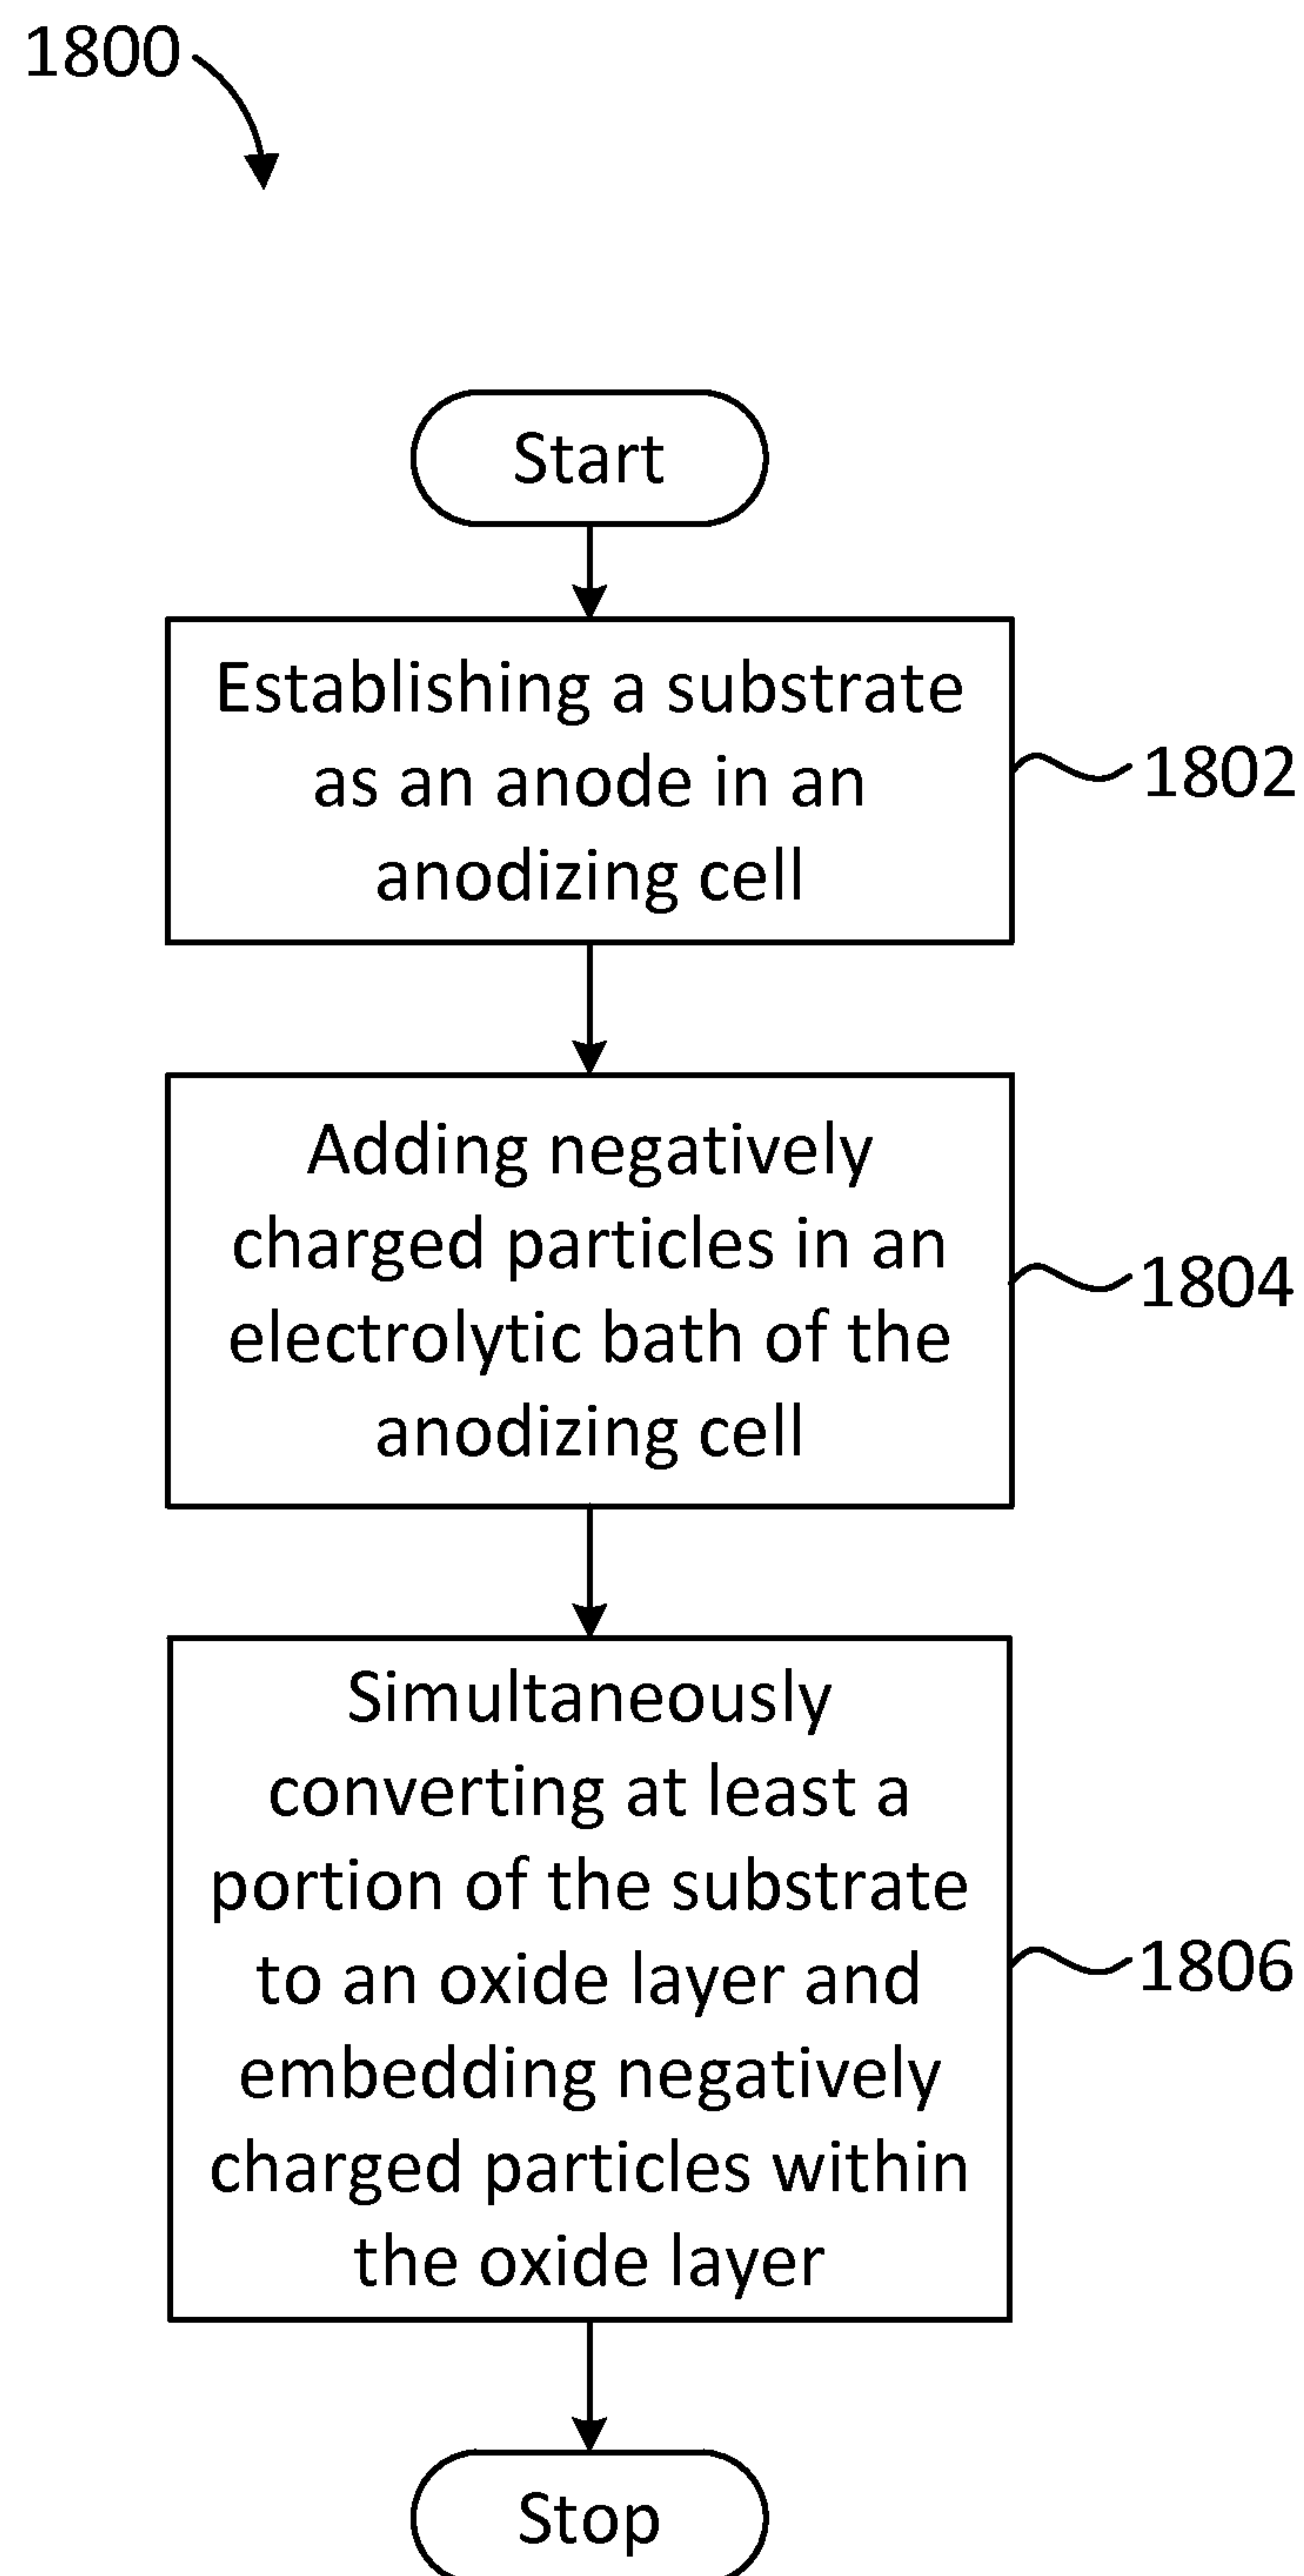 1800
Start
Establishing a substrate
as an anode in an
anodizing cell
1802
Adding negatively
charged particles in an
electrolytic bath of the
anodizing cell
1804
Simultaneously
converting at least a
portion of the substrate
to an oxide layer and
embedding negatively
charged particles within
the oxide layer
1806
Stop